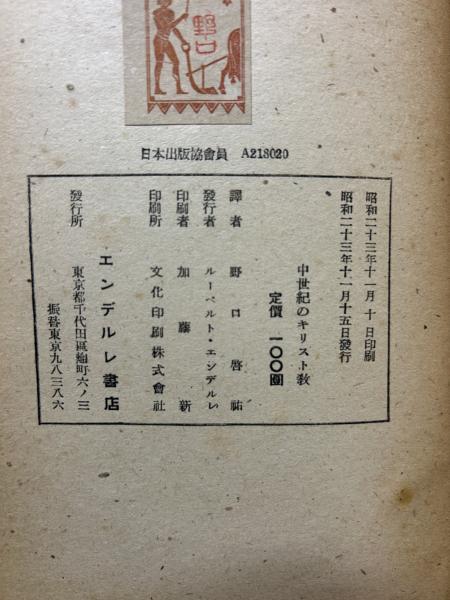 野口
日本出版協會員 A218020
昭和二十三年十一月 十日印刷
昭和二十三年十一月十五日發行
中世紀のキリスト敎
定價 一〇〇圓
譯者 野口啓祐
發行者 ルーペルト・エンデルレ
印刷者 加藤新
印刷所 文化印刷株式會社
發行所 エンデルレ書店
東京都千代田區麹町六ノ三
振替東京九八三八六